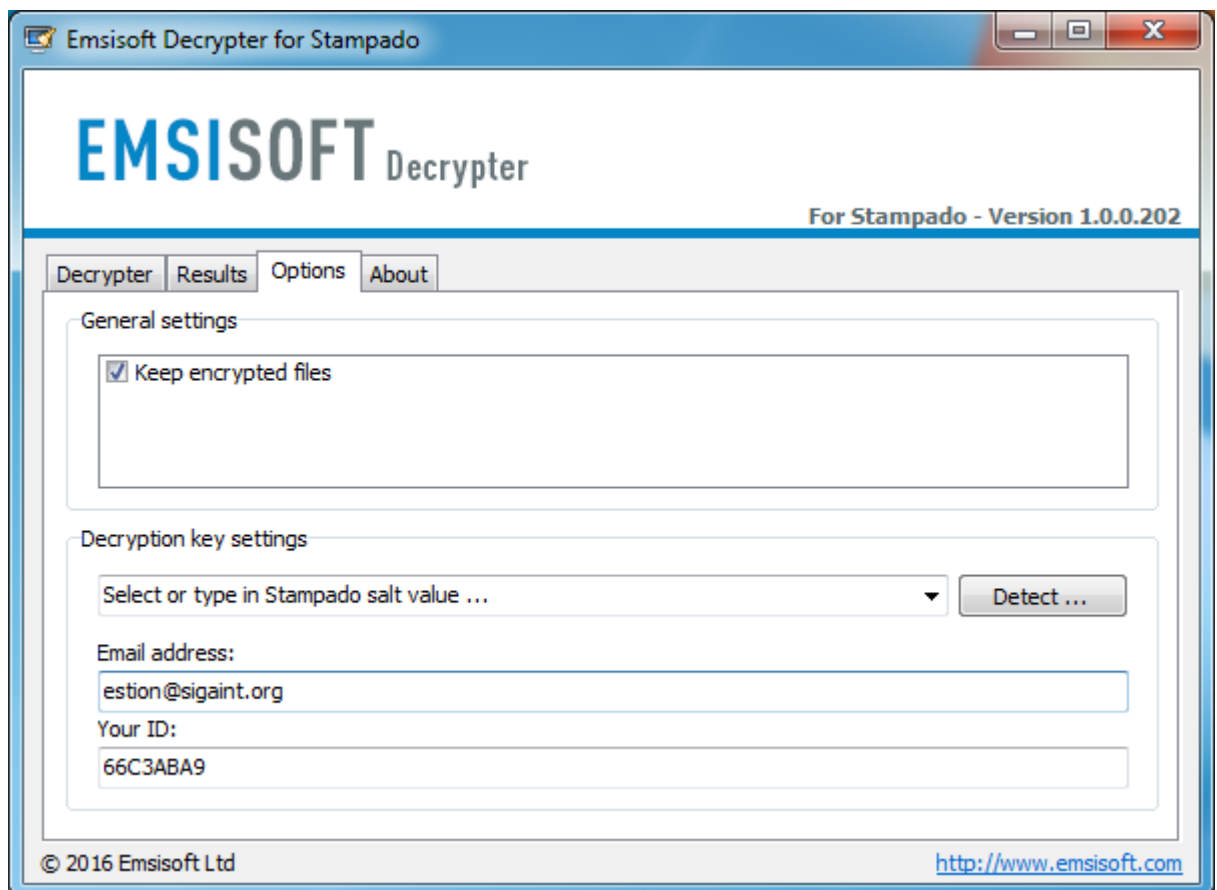 Emsisoft Decrypter for Stampado
EMSISOFT Decrypter
For Stampado - Version 1.0.0.202
Decrypter Results Options About
General settings
Keep encrypted files
Decryption key settings
Select or type in Stampado salt value ... Detect ...
Email address:
estion@sigaint.org
Your ID:
66C3ABA9
© 2016 Emsisoft Ltd http://www.emsisoft.com